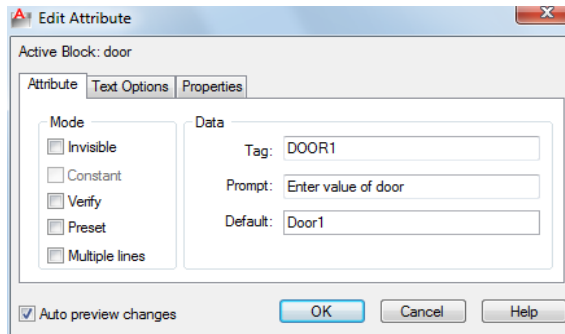 Edit Attribute
Active Block: door
Attribute Text Options Properties
Mode
Invisible
Constant
Verify
Preset
Multiple lines
Data
Tag: DOOR1
Prompt: Enter value of door
Default: Door1
Auto preview changes
OK Cancel Help